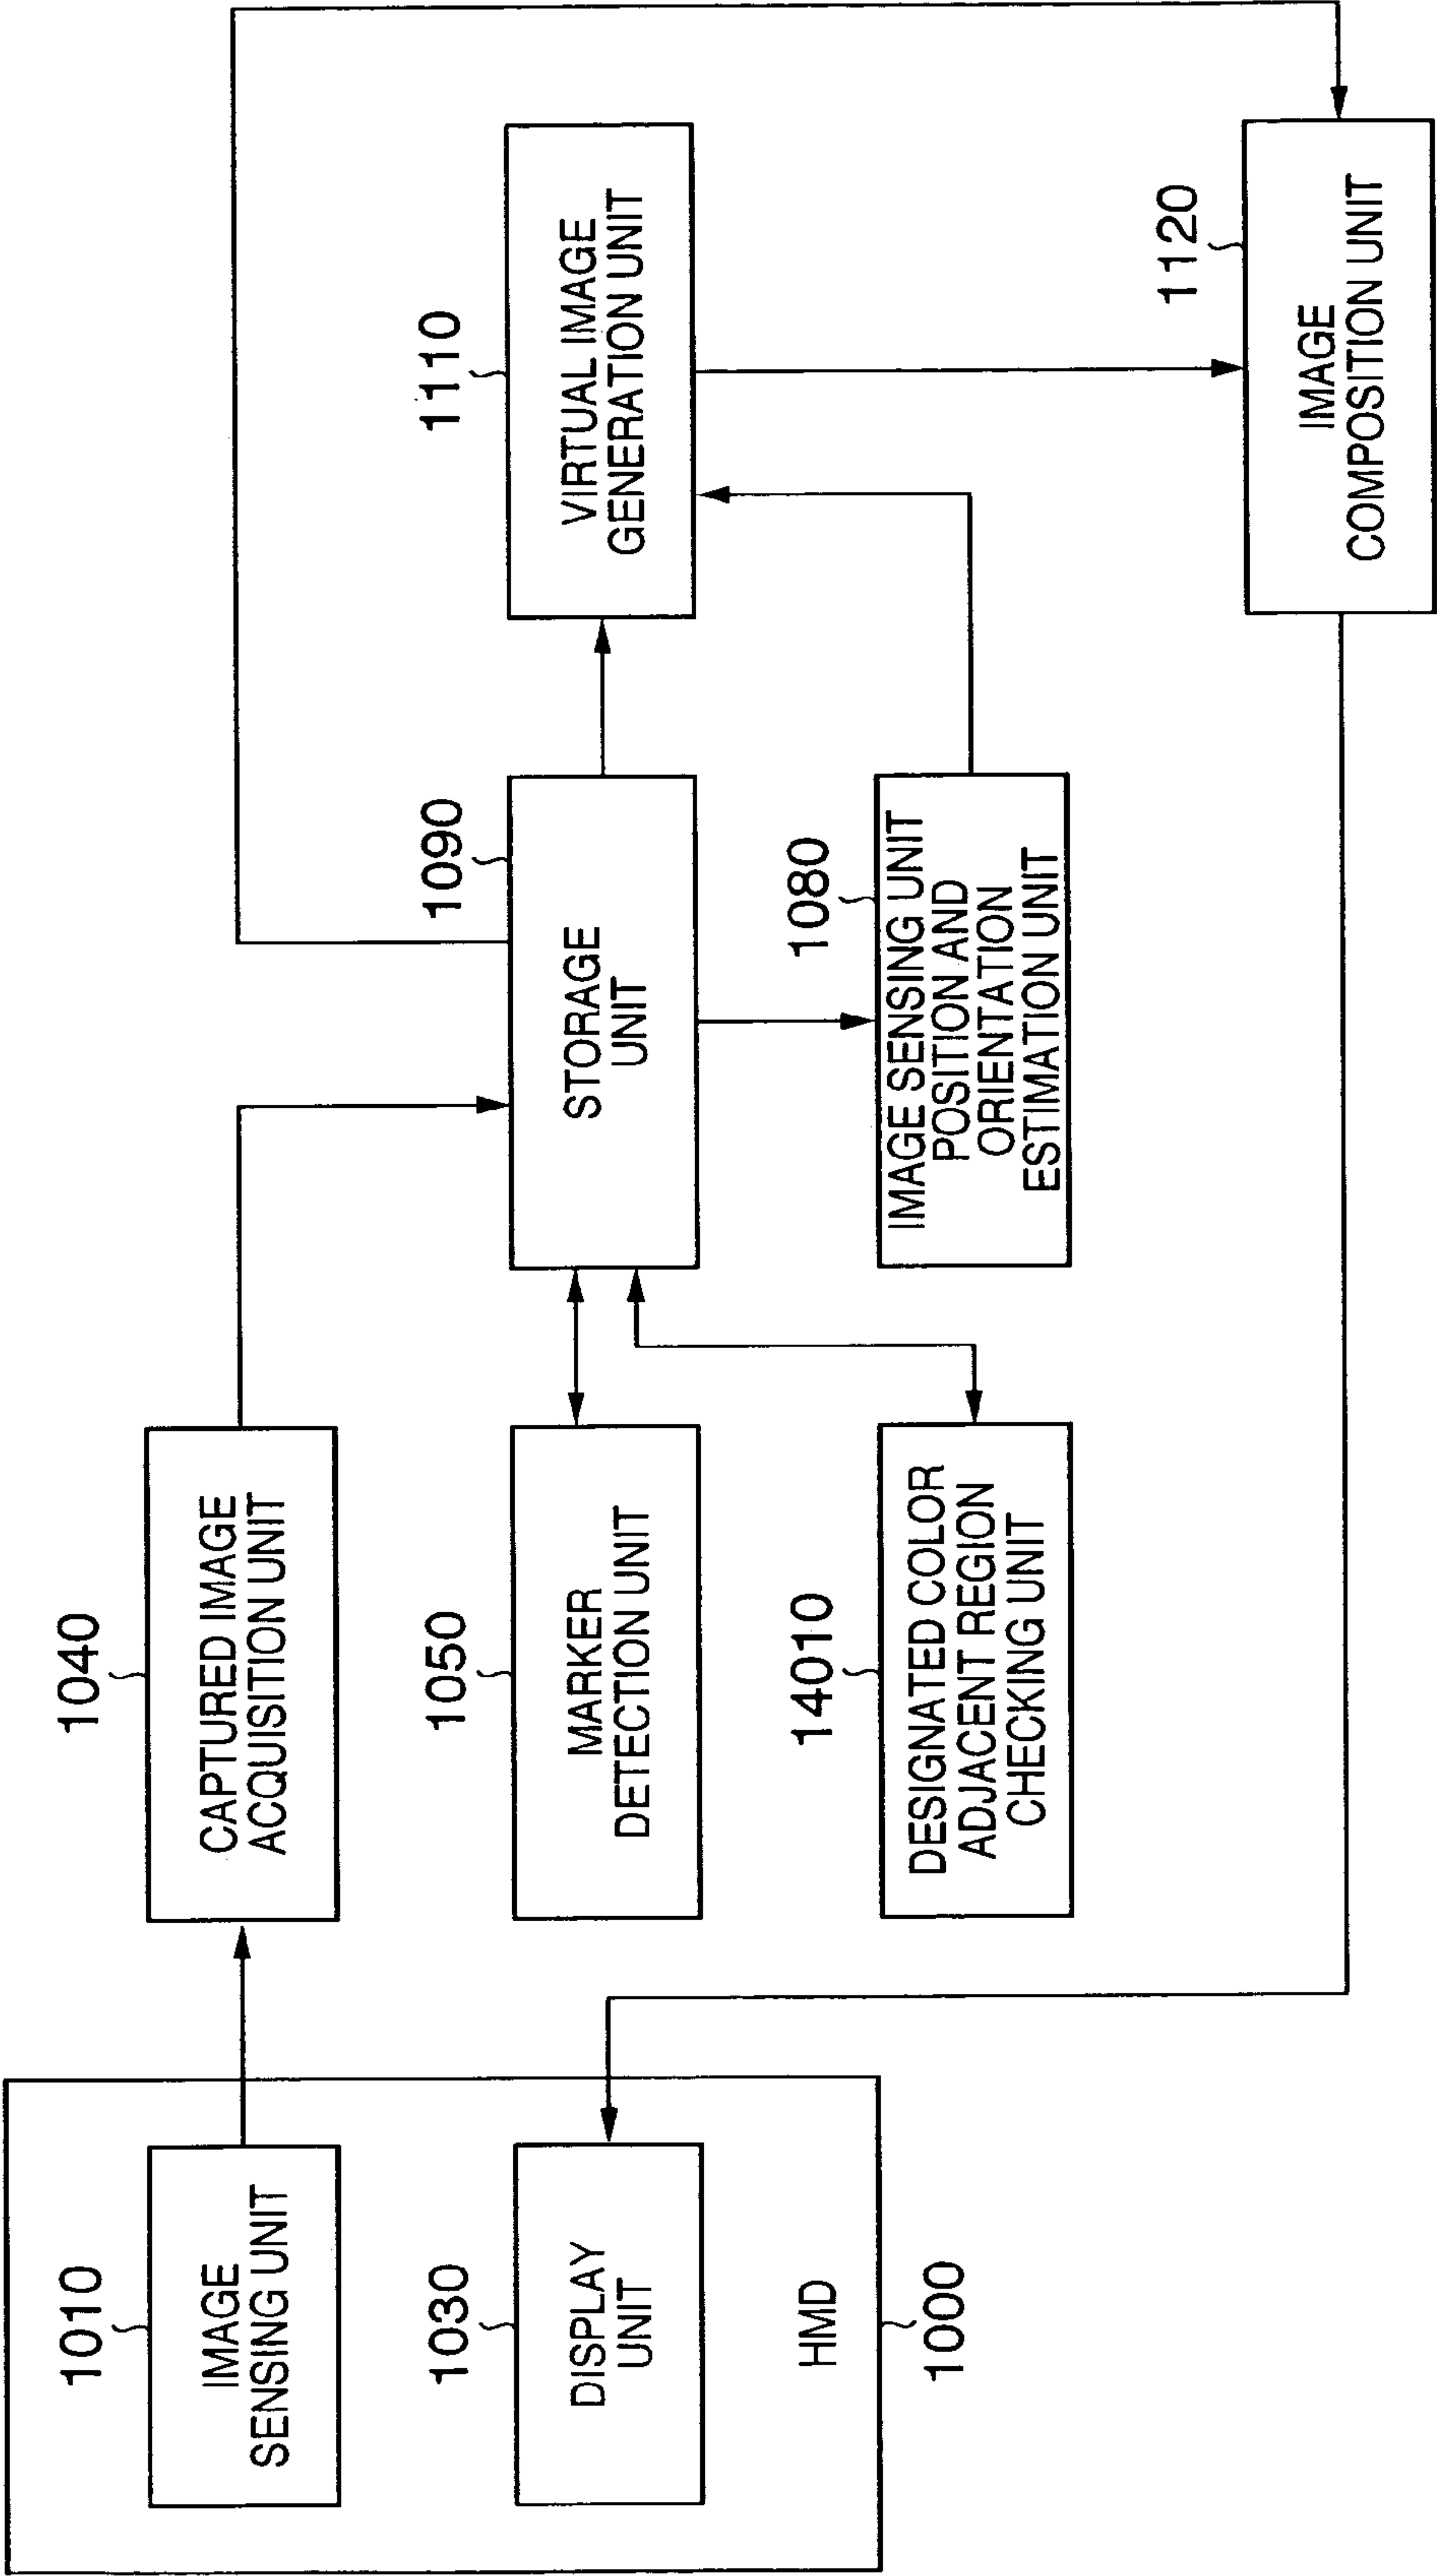 1010
IMAGE
SENSING UNIT
1030
DISPLAY
UNIT
HMD
1000
1040
CAPTURED IMAGE
ACQUISITION UNIT
1050
MARKER
DETECTION UNIT
14010
DESIGNATED COLOR
ADJACENT REGION
CHECKING UNIT
1090
STORAGE
UNIT
1080
IMAGE SENSING UNIT
POSITION AND
ORIENTATION
ESTIMATION UNIT
1110
VIRTUAL IMAGE
GENERATION UNIT
1120
IMAGE
COMPOSITION UNIT